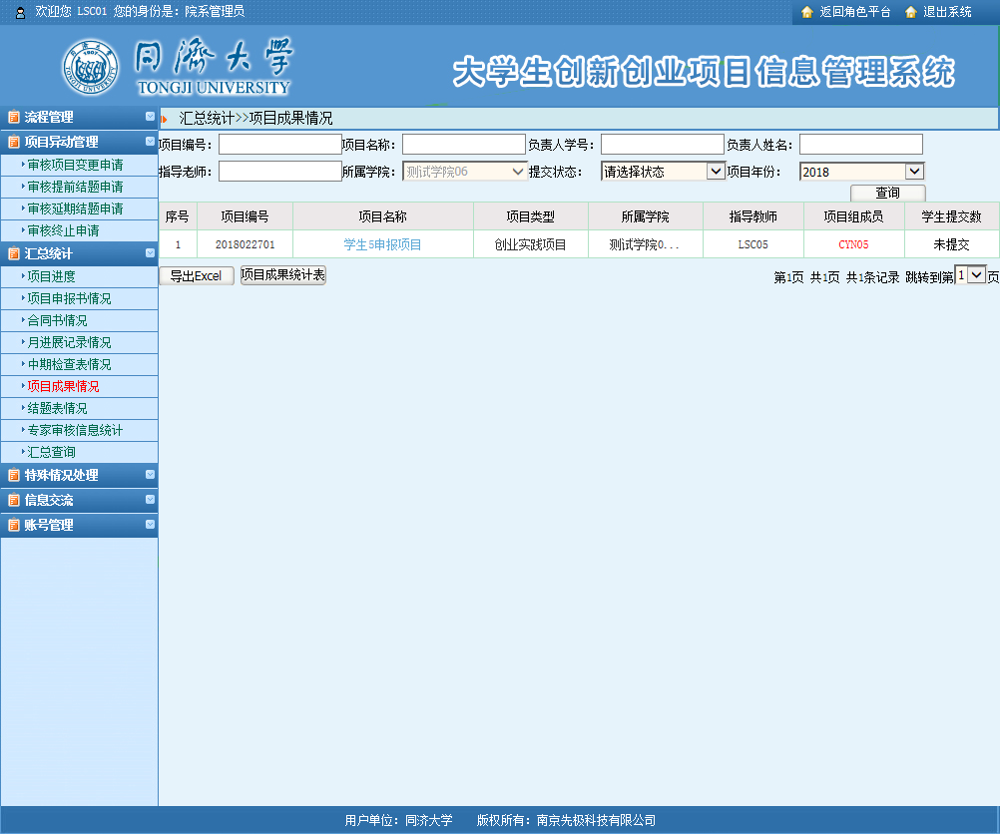 欢迎您 LSC01 您的身份是：院系管理员 返回角色平台 退出系统
同濟大学
TONGJI UNIVERSITY
大学生创新创业项目信息管理系统
流程管理
项目异动管理
审核项目变更申请
审核提前结题申请
审核延期结题申请
审核终止申请
汇总统计
项目进度
项目申报书情况
合同书情况
月进展记录情况
中期检查表情况
项目成果情况
结题表情况
专家审核信息统计
汇总查询
特殊情况处理
信息交流
账号管理
汇总统计>>项目成果情况
项目编号： 项目名称： 负责人学号： 负责人姓名：
指导老师： 所属学院： 测试学院06 提交状态： 请选择状态 项目年份： 2018
查询
序号 项目编号 项目名称 项目类型 所属学院 指导教师 项目组成员 学生提交数
1 2018022701 学生5申报项目 创业实践项目 测试学院0... LSC05 CYN05 未提交
导出Excel 项目成果统计表 第1页 共1页 共1条记录 跳转到第 1 页
用户单位：同济大学 版权所有：南京先极科技有限公司